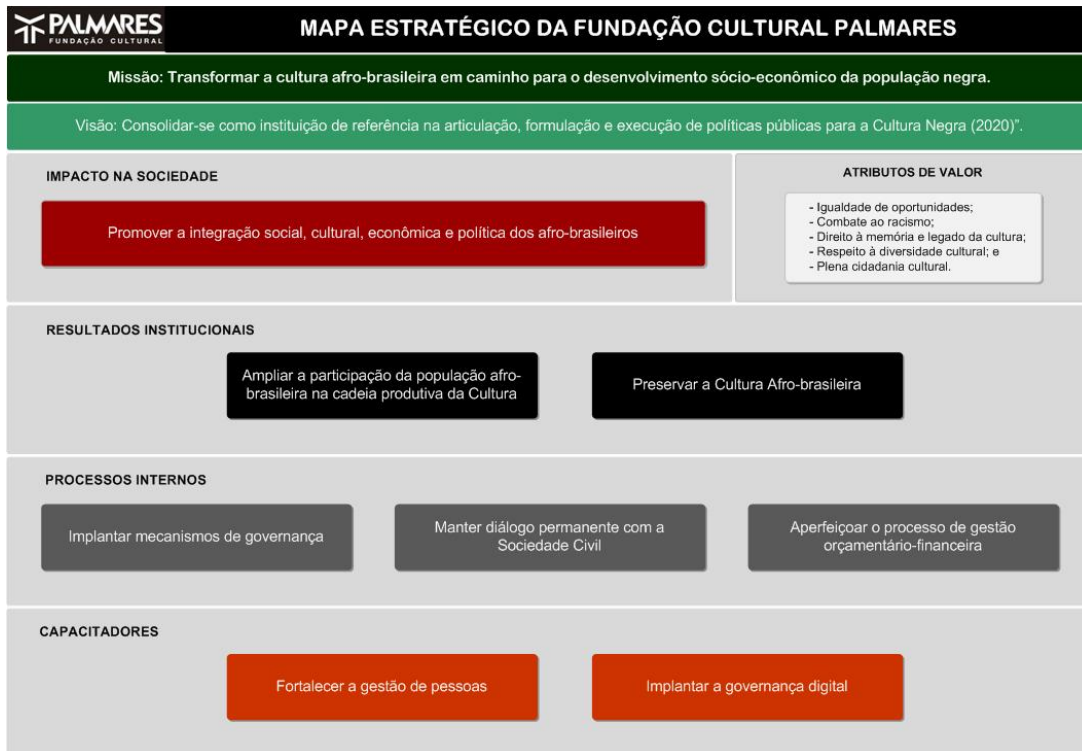 PALMARES
FUNDAÇÃO CULTURAL
MAPA ESTRATÉGICO DA FUNDAÇÃO CULTURAL PALMARES
Missão: Transformar a cultura afro-brasileira em caminho para o desenvolvimento sócio-econômico da população negra.
Visão: Consolidar-se como instituição de referência na articulação, formulação e execução de políticas públicas para a Cultura Negra (2020)”.
IMPACTO NA SOCIEDADE
Promover a integração social, cultural, econômica e política dos afro-brasileiros
ATRIBUTOS DE VALOR
- Igualdade de oportunidades;
- Combate ao racismo;
- Direito à memória e legado da cultura;
- Respeito à diversidade cultural; e
- Plena cidadania cultural.
RESULTADOS INSTITUCIONAIS
Ampliar a participação da população afro-
brasileira na cadeia produtiva da Cultura
Preservar a Cultura Afro-brasileira
PROCESSOS INTERNOS
Implantar mecanismos de governança
Manter diálogo permanente com a
Sociedade Civil
Aperfeiçoar o processo de gestão
orçamentário-financeira
CAPACITADORES
Fortalecer a gestão de pessoas
Implantar a governança digital